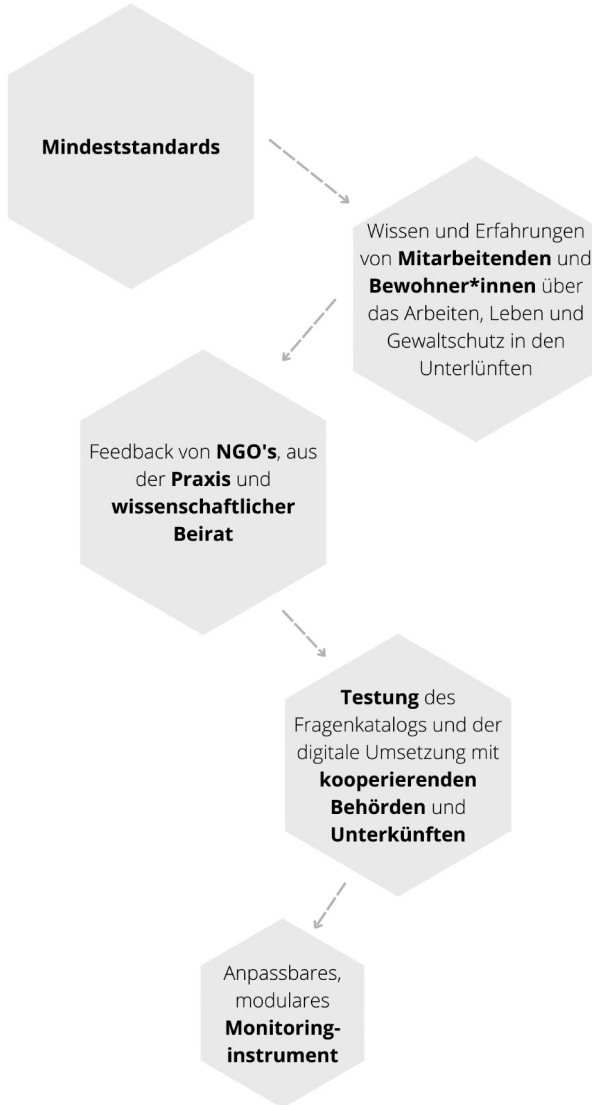 Mindeststandards
Wissen und Erfahrungen
von Mitarbeitenden und
Bewohner*innen über
das Arbeiten, Leben und
Gewaltschutz in den
Unterlünften
Feedback von NGO's, aus
der Praxis und
wissenschaftlicher
Beirat
Testung des
Fragenkatalogs und der
digitale Umsetzung mit
kooperierenden
Behörden und
Unterkünften
Anpassbares,
modulares
Monitoring-
instrument